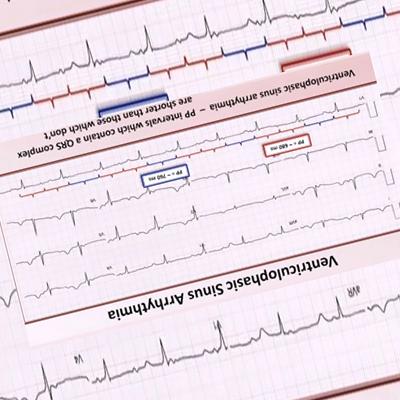 Ventriculophasic Sinus Arrhythmia
PP = ~ 680 ms
PP = ~ 760 ms
Ventriculophasic sinus arrhythmia – PP intervals which contain a QRS complex
are shorter than those which don't
aVR
V4